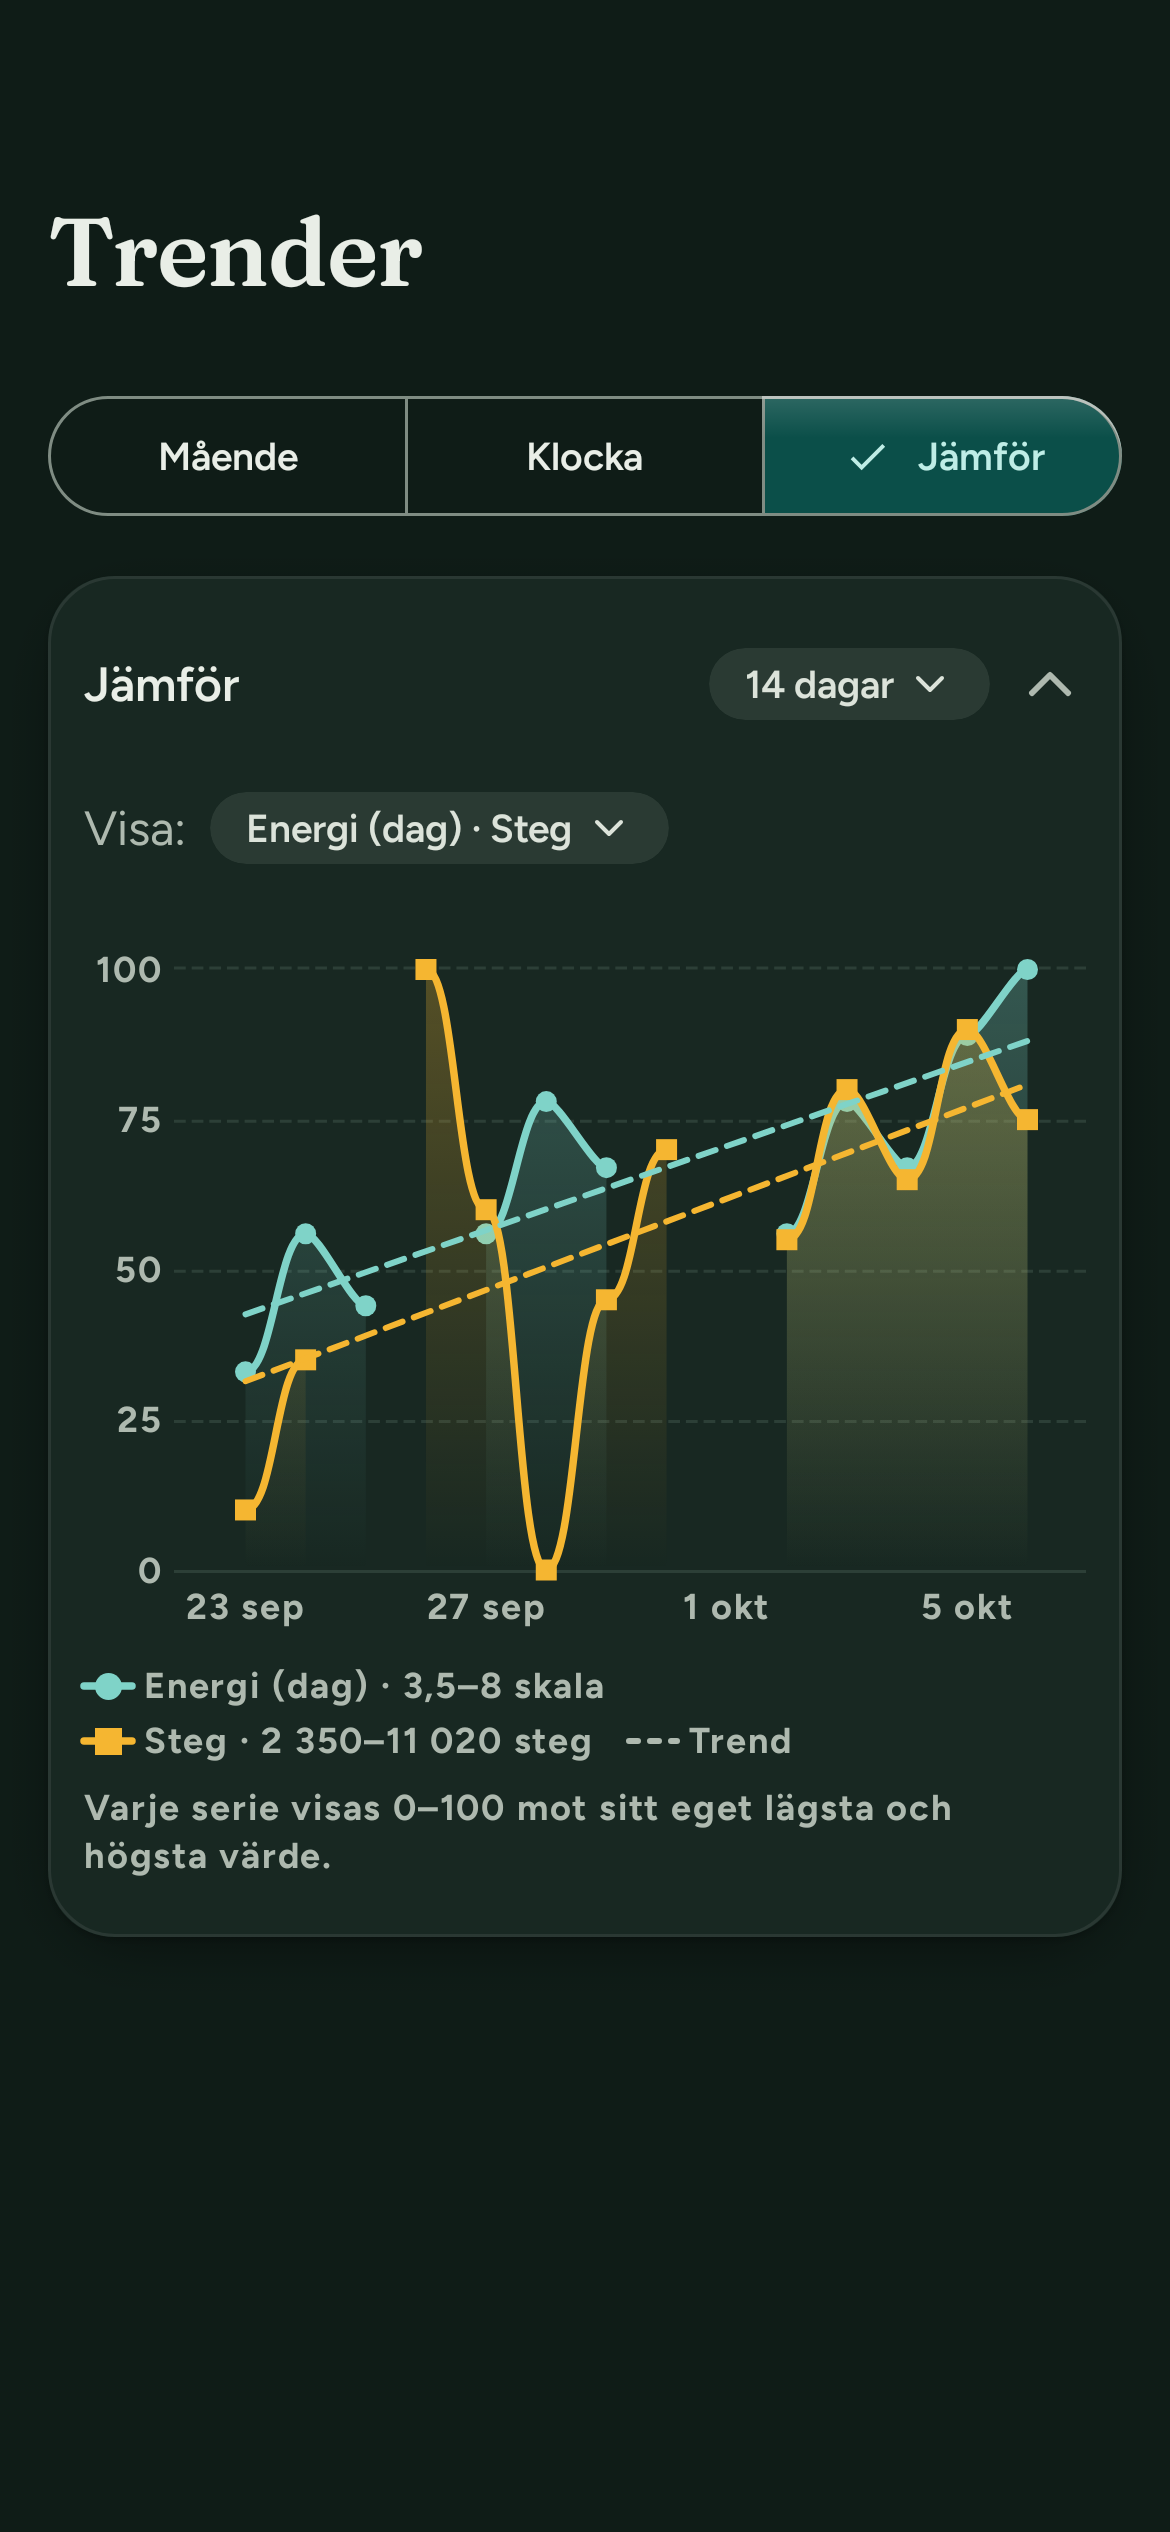 Trender
Mående
Klocka
Jämför
Jämför
14 dagar
Visa:
Energi (dag) · Steg
100
75
50
25
0
23 sep
27 sep
1 okt
5 okt
Energi (dag) · 3,5–8 skala
Steg · 2 350–11 020 steg
Trend
Varje serie visas 0–100 mot sitt eget lägsta och
högsta värde.